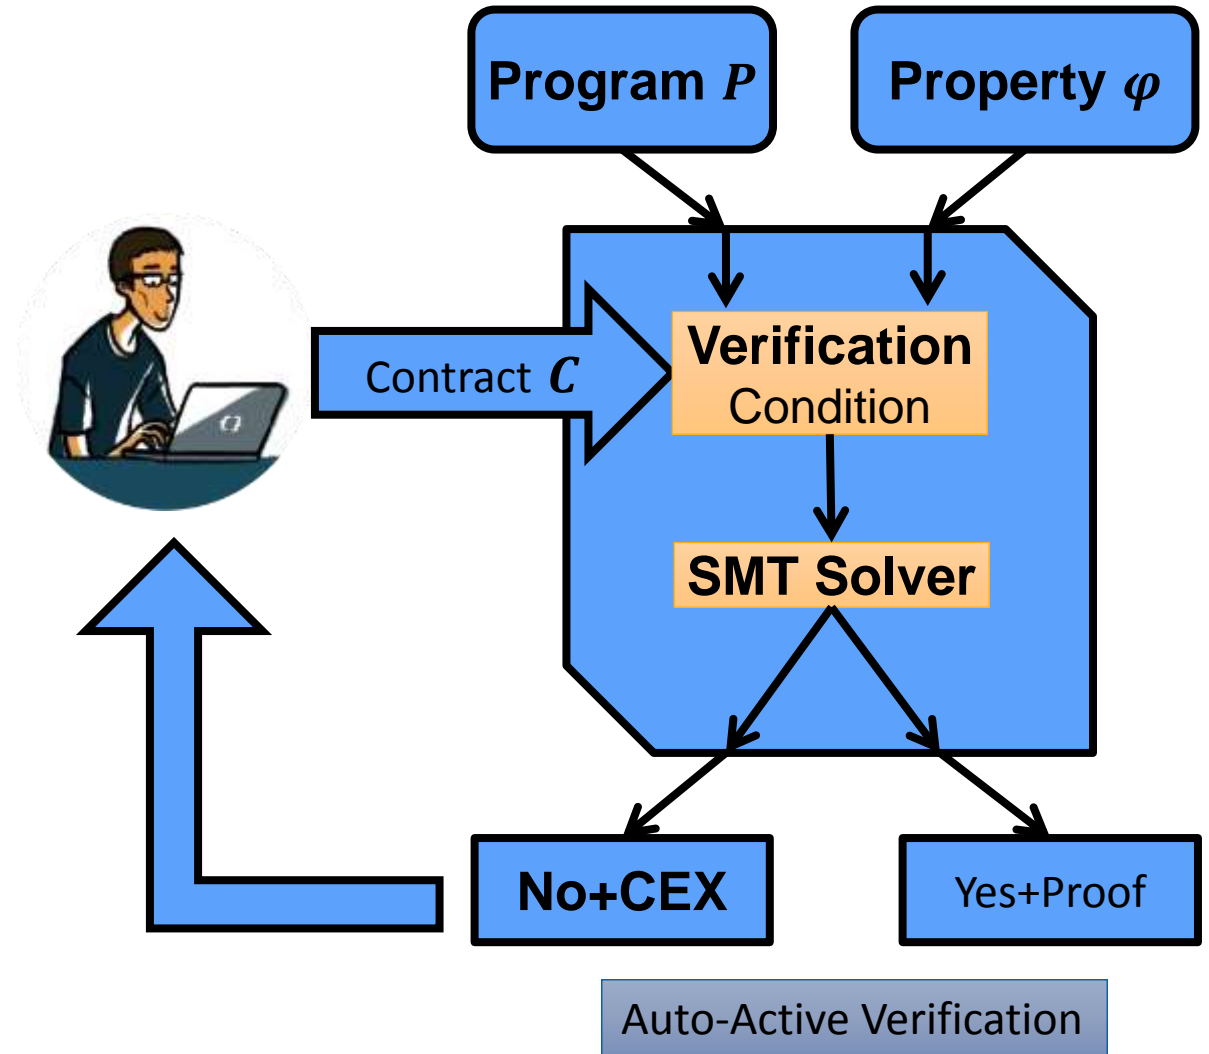 Program P
Property φ
Contract C
Verification
Condition
SMT Solver
No+CEX
Yes+Proof
Auto-Active Verification